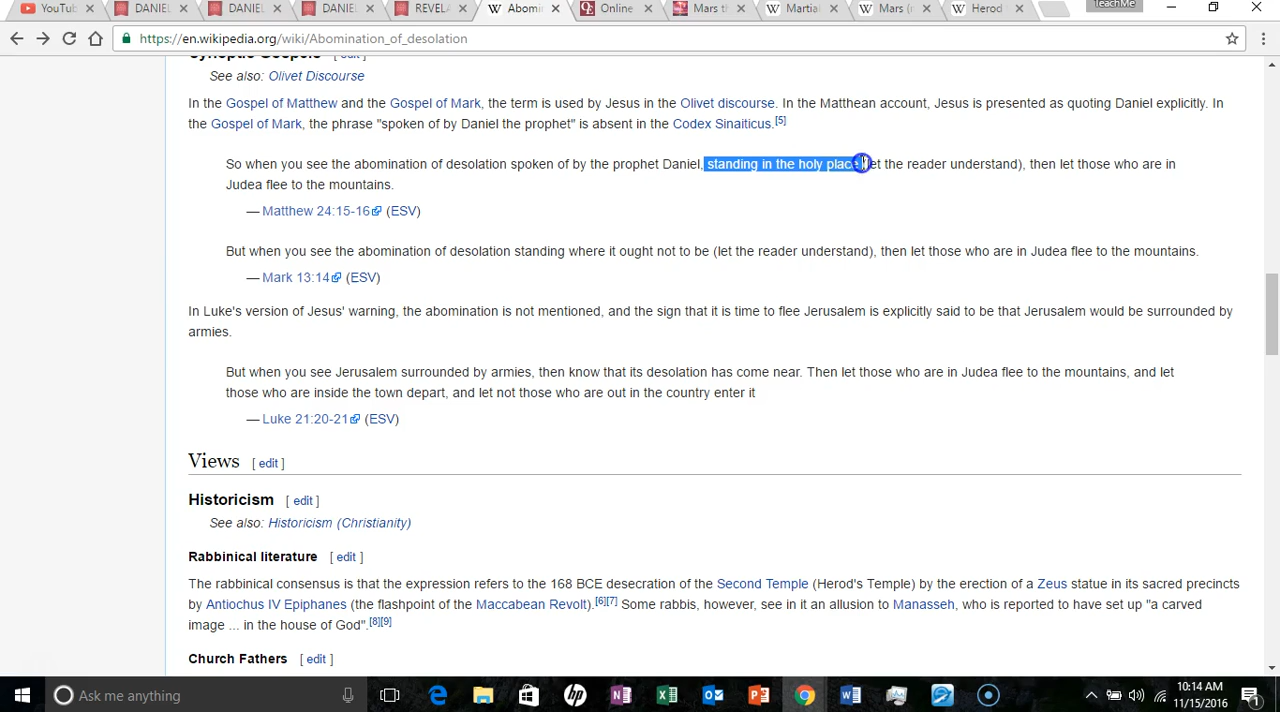 YouTu
DANIEL
DANIEL
DANIEL
REVELA
Abomin
Online
Mars th
Martial
Mars (m
Herod
TeachMe
https://en.wikipedia.org/wiki/Abomination_of_desolation
Synoptic Gospels [ edit ]
See also: Olivet Discourse
In the Gospel of Matthew and the Gospel of Mark, the term is used by Jesus in the Olivet discourse. In the Matthean account, Jesus is presented as quoting Daniel explicitly. In
the Gospel of Mark, the phrase "spoken of by Daniel the prophet" is absent in the Codex Sinaiticus.[5]
So when you see the abomination of desolation spoken of by the prophet Daniel, standing in the holy place (let the reader understand), then let those who are in
Judea flee to the mountains.
— Matthew 24:15-16 (ESV)
But when you see the abomination of desolation standing where it ought not to be (let the reader understand), then let those who are in Judea flee to the mountains.
— Mark 13:14 (ESV)
In Luke's version of Jesus' warning, the abomination is not mentioned, and the sign that it is time to flee Jerusalem is explicitly said to be that Jerusalem would be surrounded by
armies.
But when you see Jerusalem surrounded by armies, then know that its desolation has come near. Then let those who are in Judea flee to the mountains, and let
those who are inside the town depart, and let not those who are out in the country enter it
— Luke 21:20-21 (ESV)
Views [ edit ]
Historicism [ edit ]
See also: Historicism (Christianity)
Rabbinical literature [ edit ]
The rabbinical consensus is that the expression refers to the 168 BCE desecration of the Second Temple (Herod's Temple) by the erection of a Zeus statue in its sacred precincts
by Antiochus IV Epiphanes (the flashpoint of the Maccabean Revolt).[6][7] Some rabbis, however, see in it an allusion to Manasseh, who is reported to have set up "a carved
image ... in the house of God".[8][9]
Church Fathers [ edit ]
Ask me anything
10:14 AM
11/15/2016